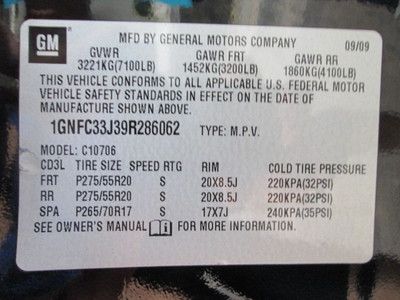 GM
MFD BY GENERAL MOTORS COMPANY 09/09
GVWR GAWR FRT GAWR RR
3221KG(7100LB) 1452KG(3200LB) 1860KG(4100LB)
THIS VEHICLE CONFORMS TO ALL APPLICABLE U.S. FEDERAL MOTOR
VEHICLE SAFETY STANDARDS IN EFFECT ON THE DATE OF
MANUFACTURE SHOWN ABOVE.
1GNFC33J39R286062 TYPE: M.P.V.
MODEL: C10706
CD3L TIRE SIZE SPEED RTG RIM COLD TIRE PRESSURE
FRT P275/55R20 S 20X8.5J 220KPA(32PSI)
RR P275/55R20 S 20X8.5J 220KPA(32PSI)
SPA P265/70R17 S 17X7J 240KPA(35PSI)
SEE OWNER'S MANUAL FOR MORE INFORMATION.